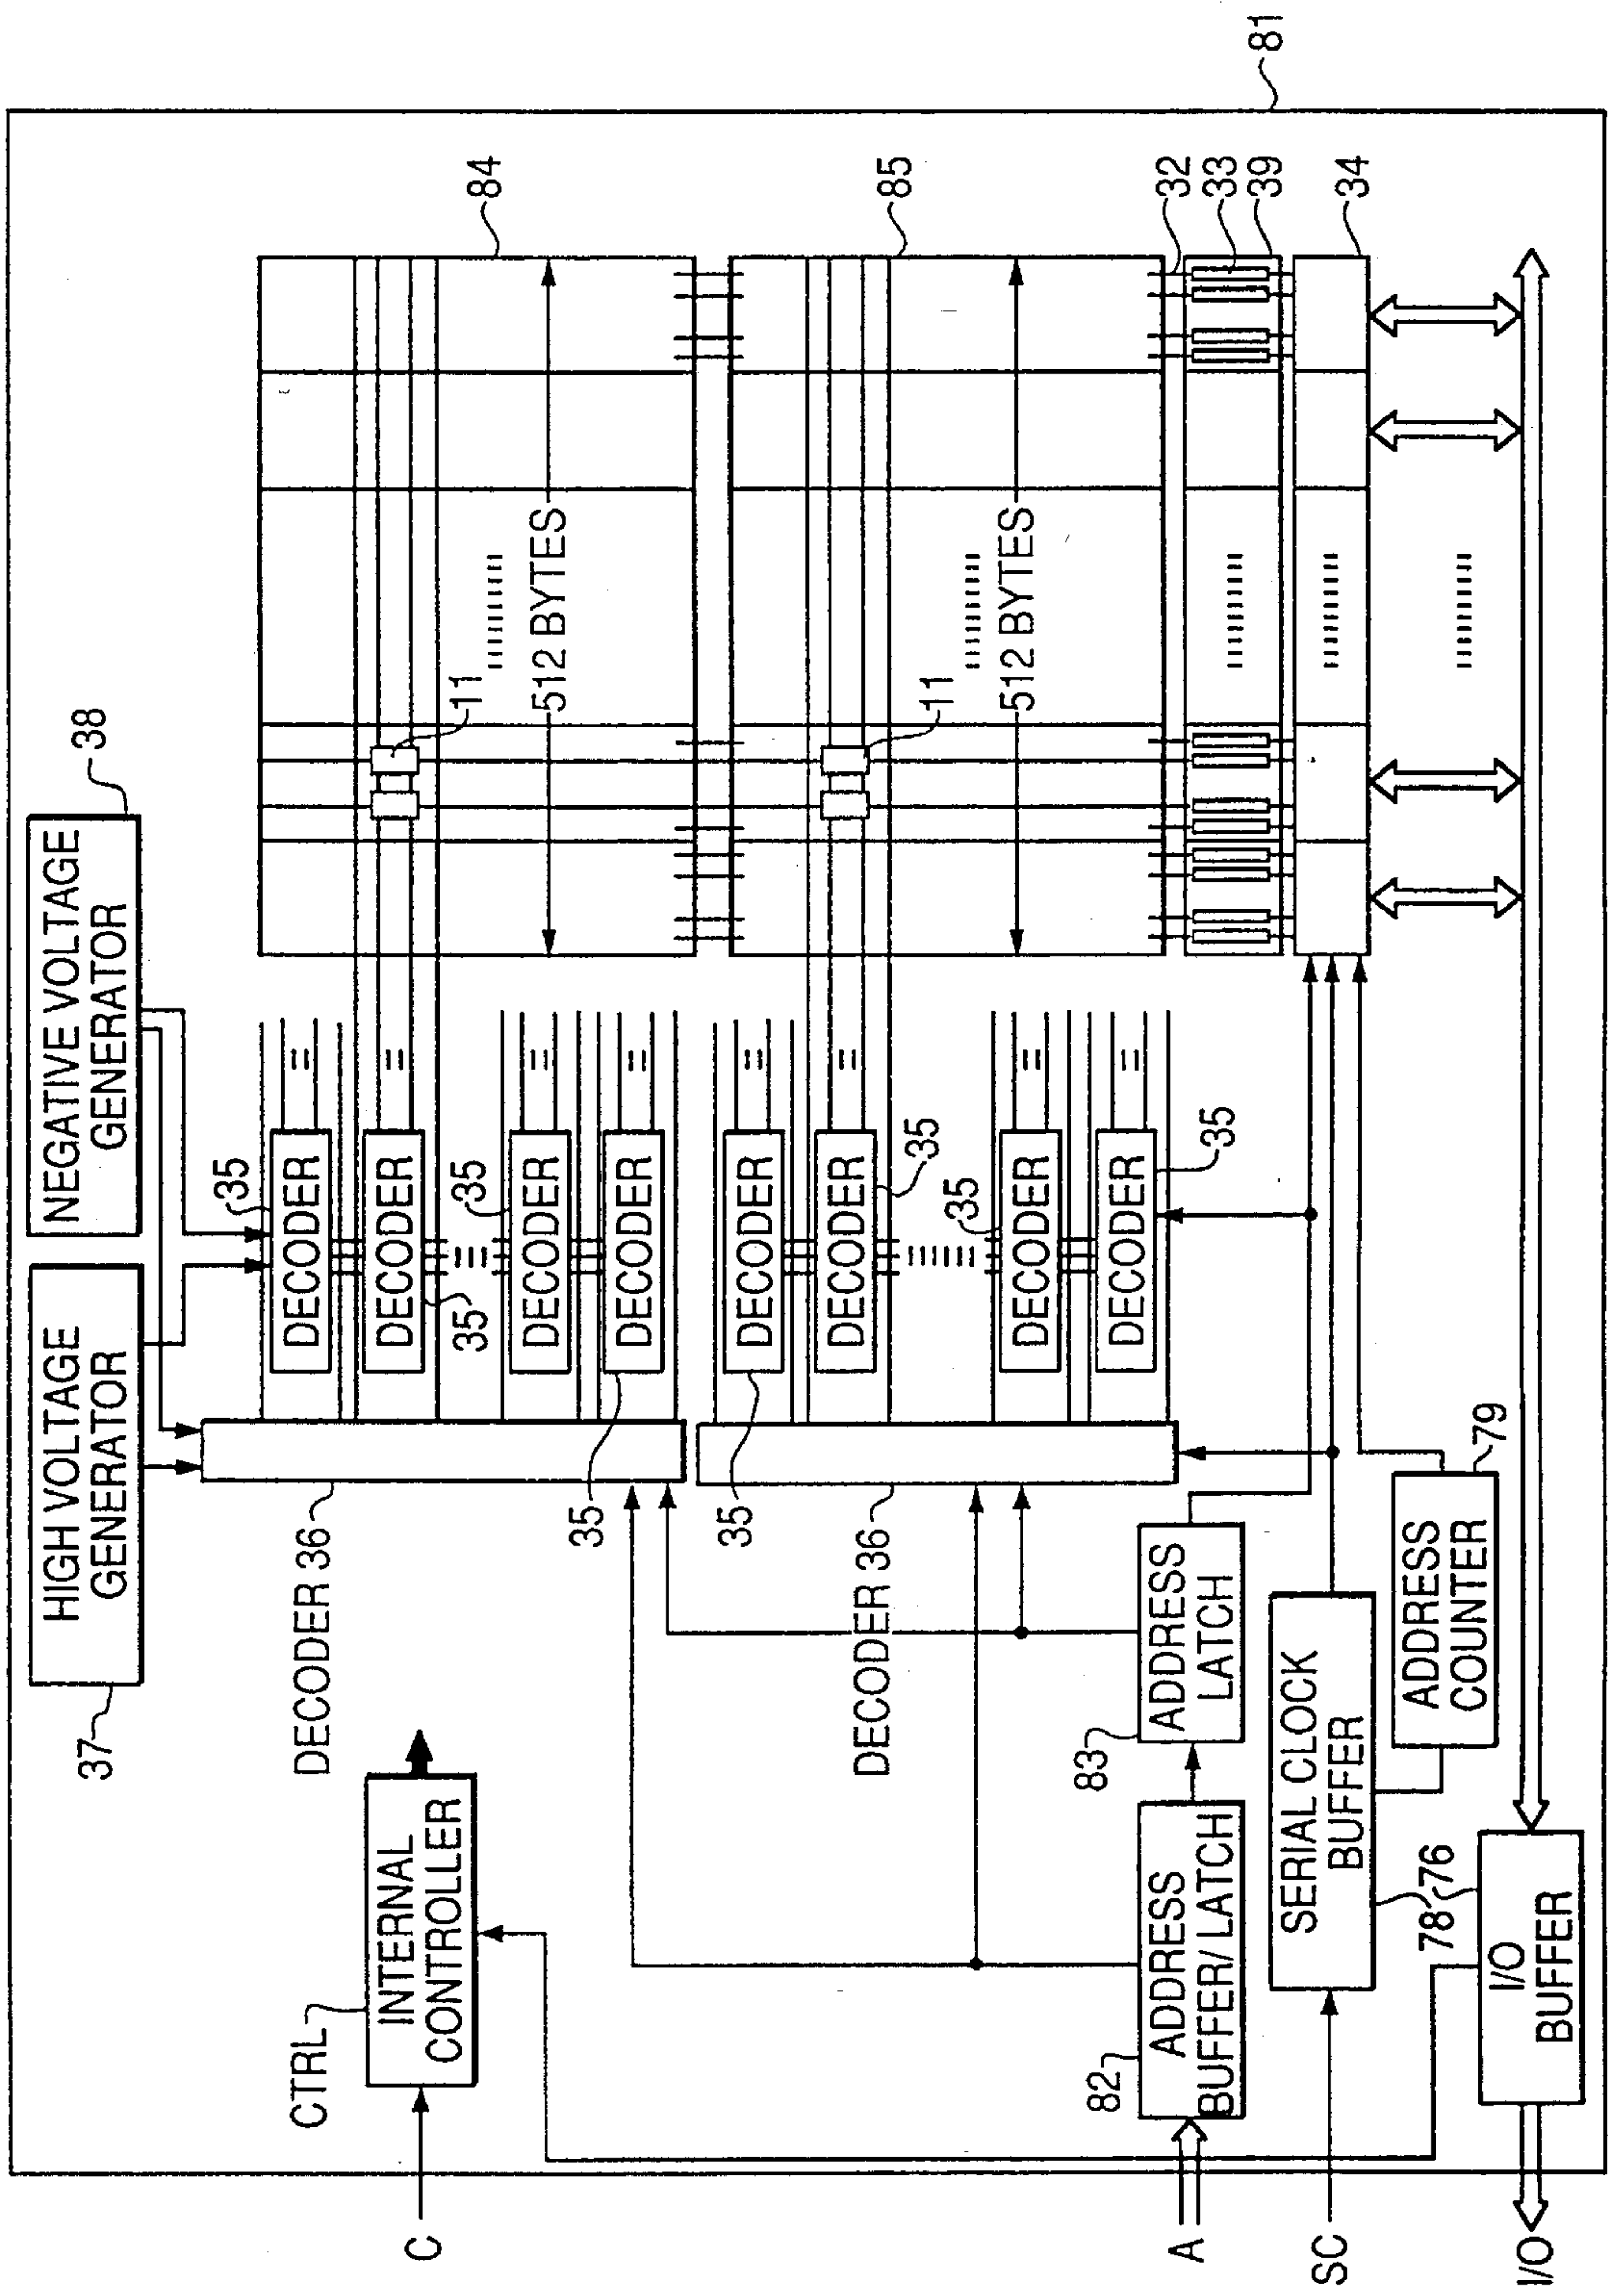 HIGH VOLTAGE
GENERATOR
37
NEGATIVE VOLTAGE
GENERATOR
38
CTRL
INTERNAL
CONTROLLER
C
DECODER 36
DECODER
35
DECODER
35
DECODER
35
DECODER
35
11
512 BYTES
84
DECODER 36
DECODER
35
DECODER
35
DECODER
35
DECODER
35
11
512 BYTES
85
32
33
39
34
81
A
82
ADDRESS
BUFFER/LATCH
83
ADDRESS
LATCH
SC
SERIAL CLOCK
BUFFER
78
ADDRESS
COUNTER
79
I/O
I/O
BUFFER
76